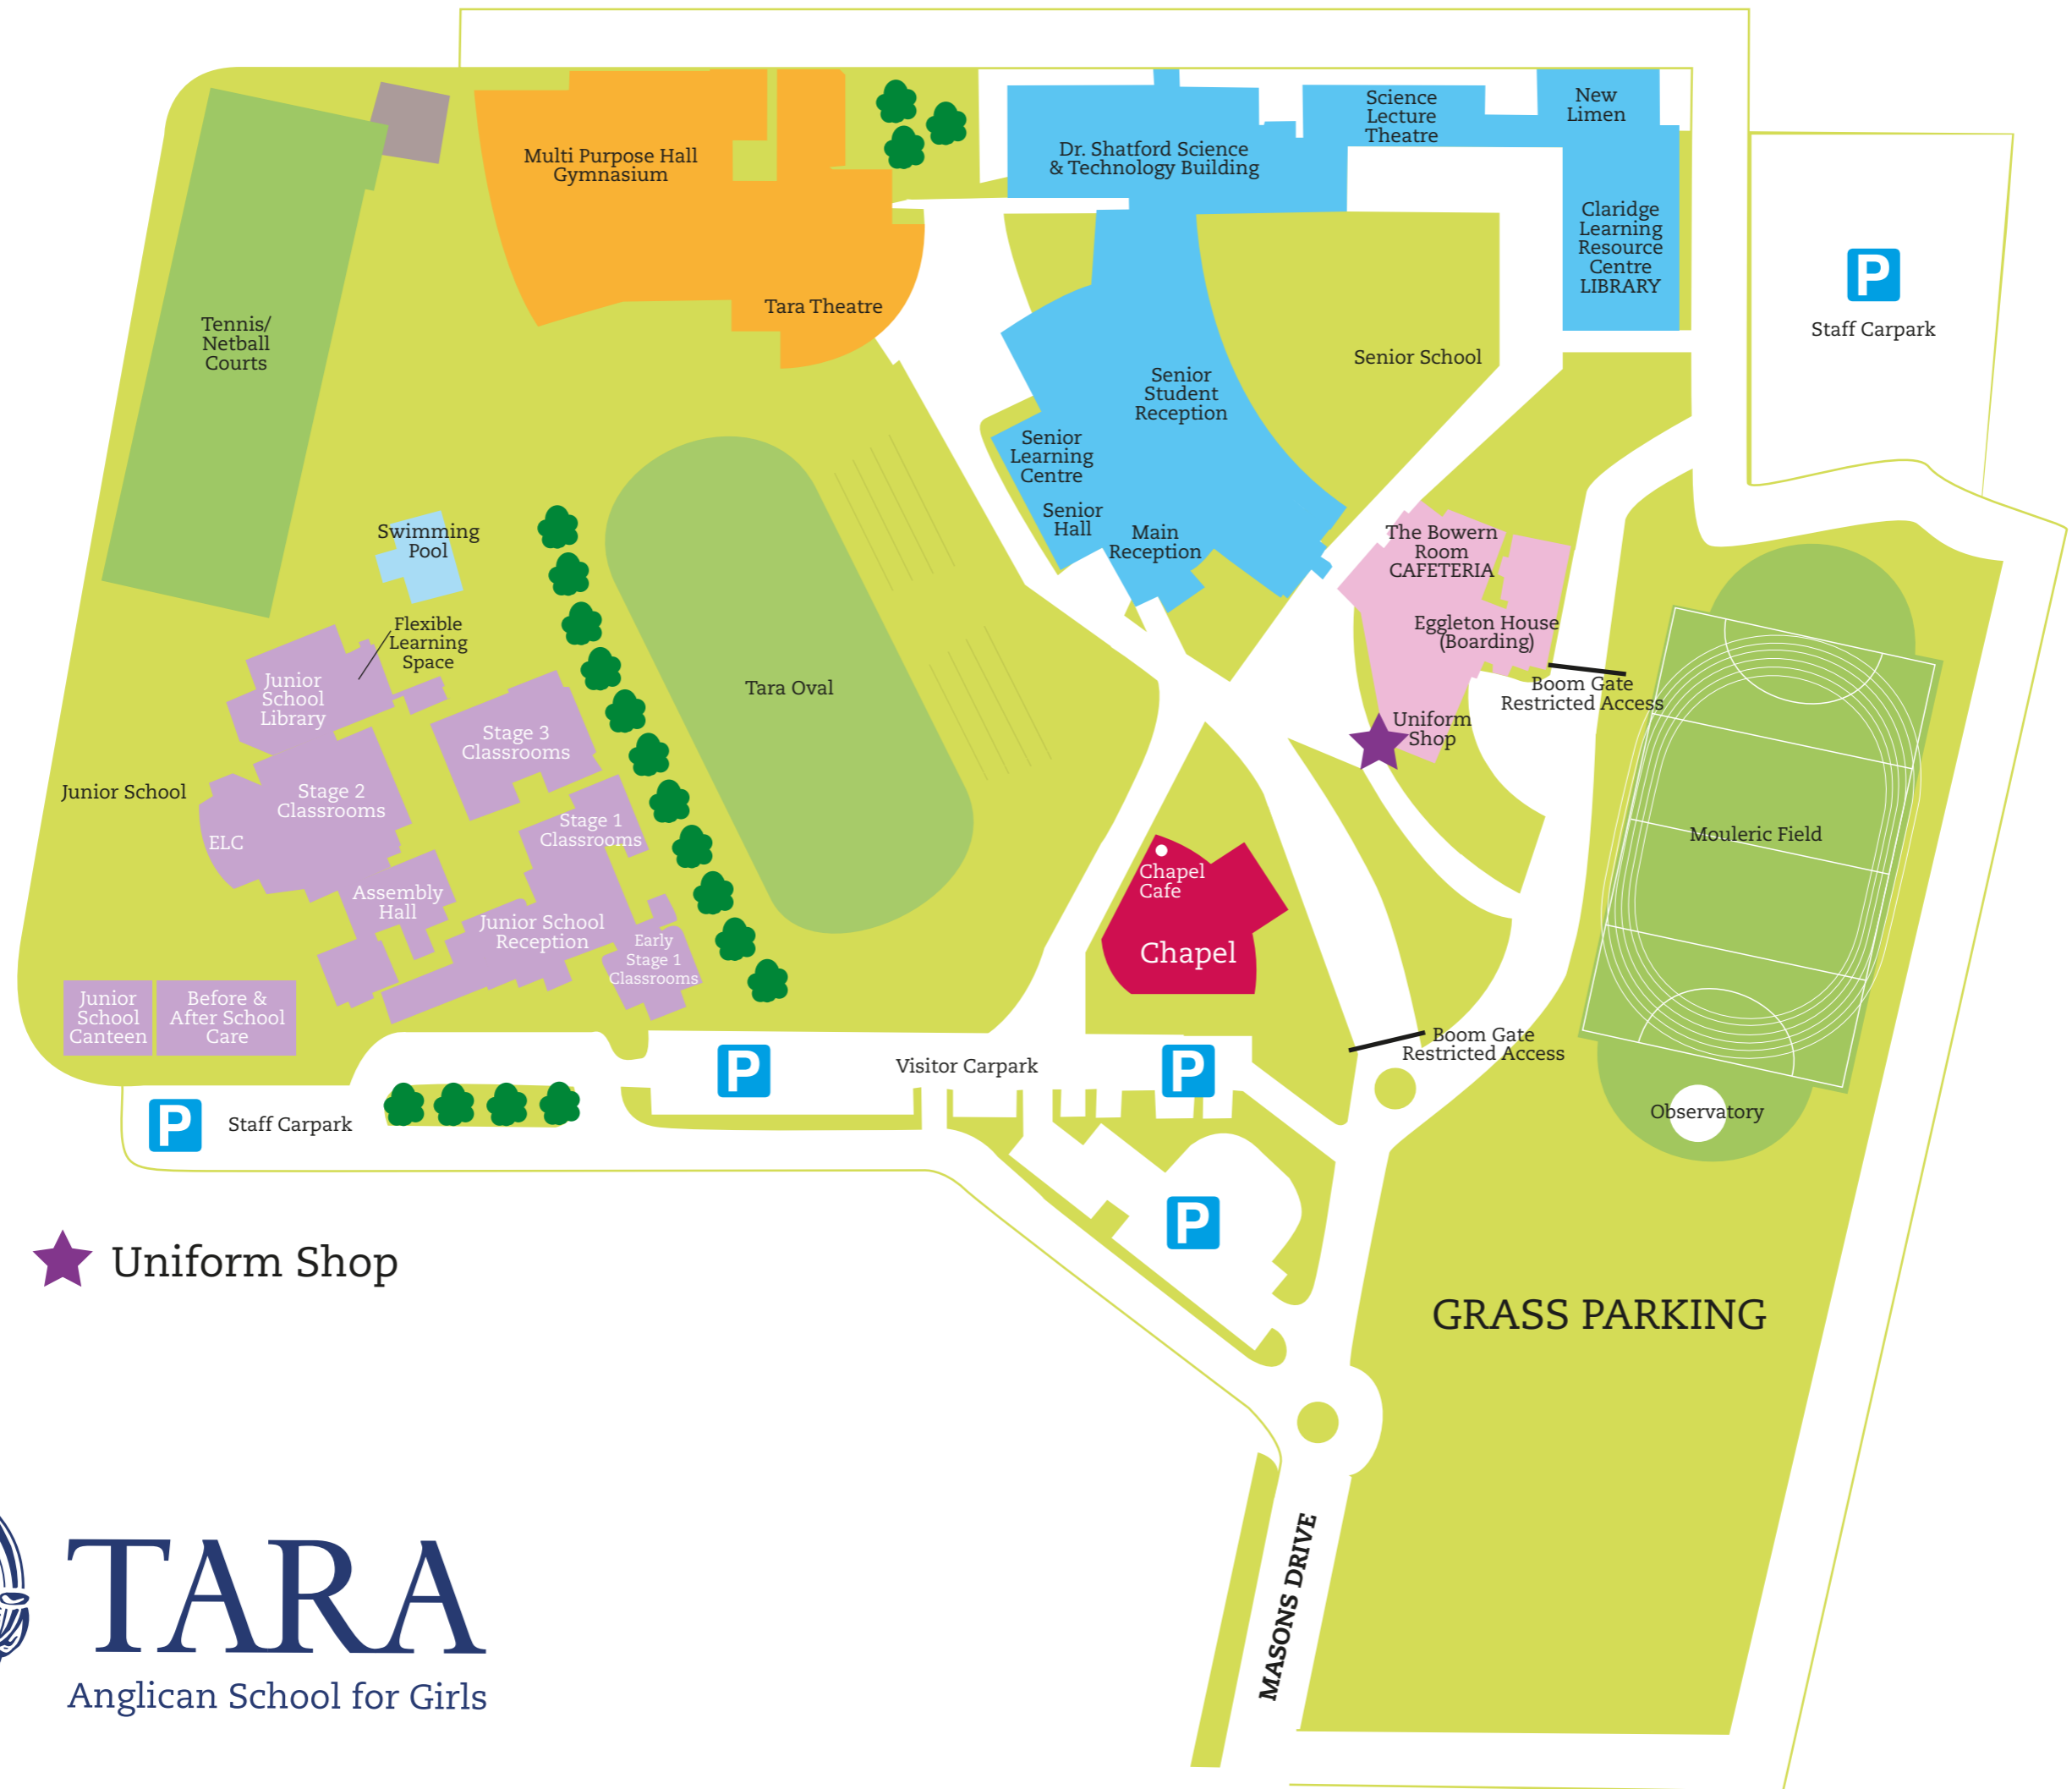 Multi Purpose Hall
Gymnasium
Tara Theatre
Dr. Shatford Science
& Technology Building
Science
Lecture
Theatre
New
Limen
Claridge
Learning
Resource
Centre
LIBRARY
P
Staff Carpark
Tennis/
Netball
Courts
Senior School
Senior
Student
Reception
Senior
Learning
Centre
Senior
Hall
Main
Reception
Swimming
Pool
The Bowern
Room
CAFETERIA
Eggleton House
(Boarding)
Boom Gate
Restricted Access
Uniform
Shop
Flexible
Learning
Space
Junior
School
Library
Tara Oval
Stage 3
Classrooms
Junior School
Stage 2
Classrooms
Stage 1
Classrooms
ELC
Mouleric Field
Assembly
Hall
Junior School
Reception
Early
Stage 1
Classrooms
Chapel
Cafe
Chapel
Junior
School
Canteen
Before &
After School
Care
Boom Gate
Restricted Access
P
Visitor Carpark
P
P
Staff Carpark
Observatory
P
Uniform Shop
GRASS PARKING
MASONS DRIVE
TARA
Anglican School for Girls